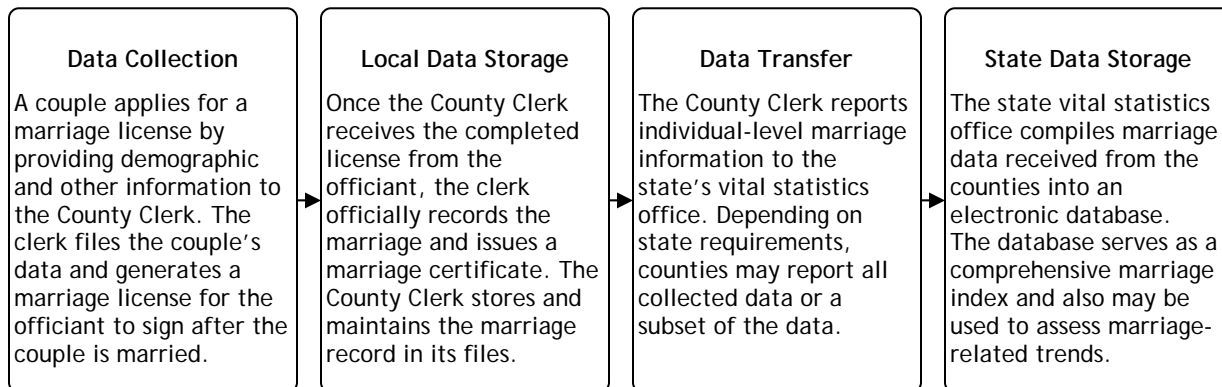 Data Collection
A couple applies for a
marriage license by
providing demographic
and other information to
the County Clerk. The
clerk files the couple's
data and generates a
marriage license for the
officiant to sign after the
couple is married.
Local Data Storage
Once the County Clerk
receives the completed
license from the
officiant, the clerk
officially records the
marriage and issues a
marriage certificate. The
County Clerk stores and
maintains the marriage
record in its files.
Data Transfer
The County Clerk reports
individual-level marriage
information to the
state's vital statistics
office. Depending on
state requirements,
counties may report all
collected data or a
subset of the data.
State Data Storage
The state vital statistics
office compiles marriage
data received from the
counties into an
electronic database.
The database serves as a
comprehensive marriage
index and also may be
used to assess marriage-
related trends.